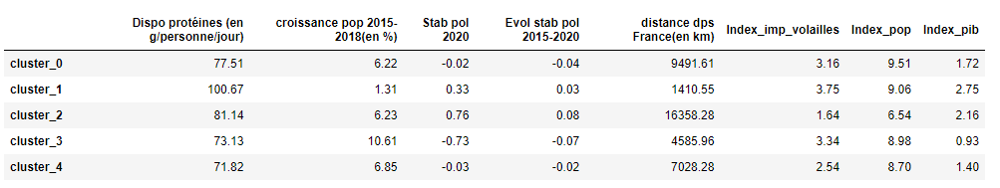 Dispo protéines (en g/personne/jour) croissance pop 2015-2018(en %) Stab pol 2020 Evol stab pol 2015-2020 distance dps France(en km) Index_imp_volailles Index_pop Index_pib
cluster_0 77.51 6.22 -0.02 -0.04 9491.61 3.16 9.51 1.72
cluster_1 100.67 1.31 0.33 0.03 1410.55 3.75 9.06 2.75
cluster_2 81.14 6.23 0.76 0.08 16358.28 1.64 6.54 2.16
cluster_3 73.13 10.61 -0.73 -0.07 4585.96 3.34 8.98 0.93
cluster_4 71.82 6.85 -0.03 -0.02 7028.28 2.54 8.70 1.40